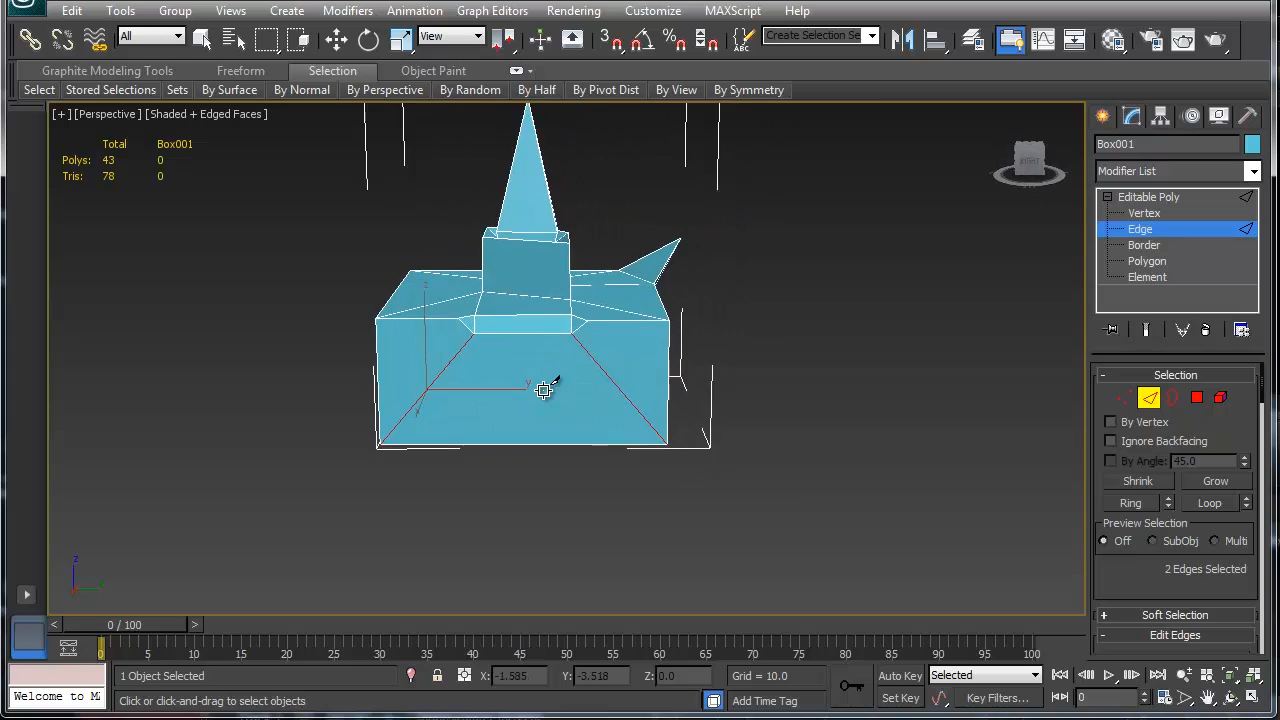 Edit Tools Group Views Create Modifiers Animation Graph Editors Rendering Customize MAXScript Help
All View 3 Create Selection Se
Graphite Modeling Tools Freeform Selection Object Paint
Select Stored Selections Sets By Surface By Normal By Perspective By Random By Half By Pivot Dist By View By Symmetry
[+] [Perspective] [Shaded + Edged Faces]
Total Box001
Polys: 43 0
Tris: 78 0
RIGHT
z
y
z
Box001
Modifier List
Editable Poly
Vertex
Edge
Border
Polygon
Element
- Selection
By Vertex
Ignore Backfacing
By Angle: 45.0
Shrink Grow
Ring Loop
Preview Selection
Off SubObj Multi
2 Edges Selected
+ Soft Selection
- Edit Edges
< 0 / 100 >
0 5 10 15 20 25 30 35 40 45 50 55 60 65 70 75 80 85 90 95 100
1 Object Selected X: -1.585 Y: -3.518 Z: 0.0 Grid = 10.0 Auto Key Selected
Welcome to MA Click or click-and-drag to select objects Add Time Tag Set Key Key Filters... 0